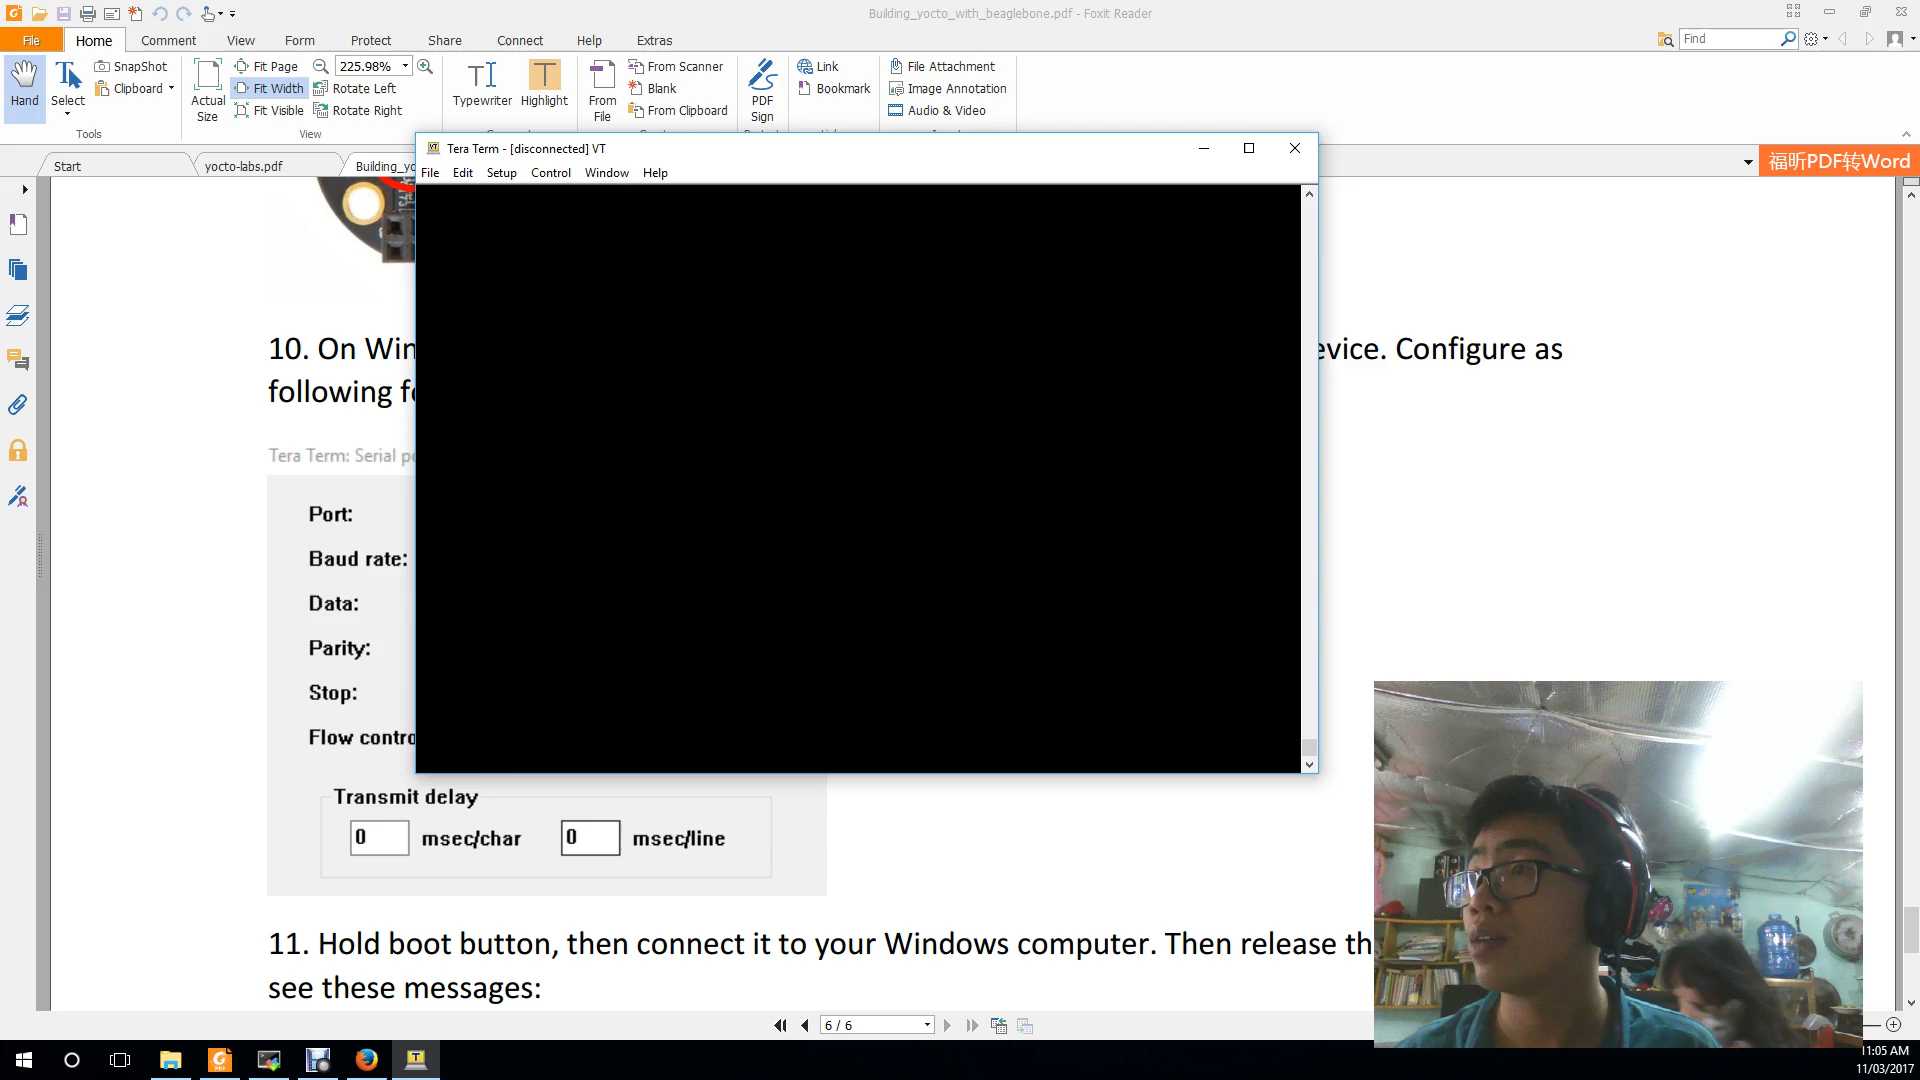 Building_yocto_with_beaglebone.pdf - Foxit Reader
File Home Comment View Form Protect Share Connect Help Extras
Find
Hand
Select
SnapShot
Clipboard
Tools
Actual
Size
Fit Page
Fit Width
Fit Visible
225.98%
Rotate Left
Rotate Right
View
Typewriter
Highlight
From
File
From Scanner
Blank
From Clipboard
PDF
Sign
Link
Bookmark
File Attachment
Image Annotation
Audio & Video
Start
yocto-labs.pdf
Building_yo
福昕PDF转Word
Tera Term - [disconnected] VT
File Edit Setup Control Window Help
10. On Win
evice. Configure as
following fo
Tera Term: Serial po
Port:
Baud rate:
Data:
Parity:
Stop:
Flow contro
Transmit delay
0 msec/char 0 msec/line
11. Hold boot button, then connect it to your Windows computer. Then release th
see these messages:
6 / 6
11:05 AM
11/03/2017